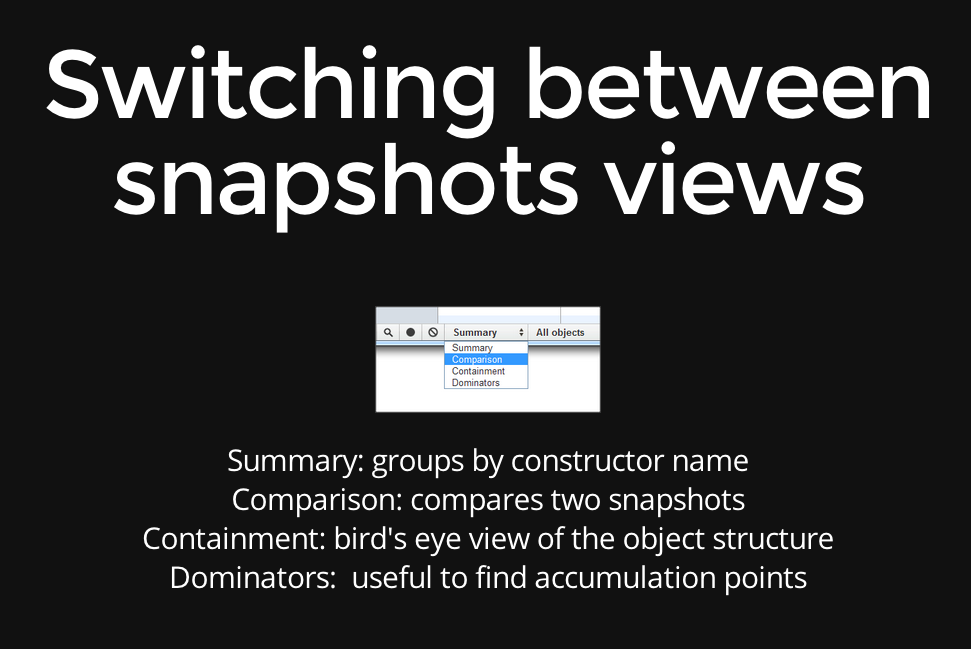 Switching between
snapshots views
Summary All objects
Summary
Comparison
Containment
Dominators
Summary: groups by constructor name
Comparison: compares two snapshots
Containment: bird's eye view of the object structure
Dominators:  useful to find accumulation points